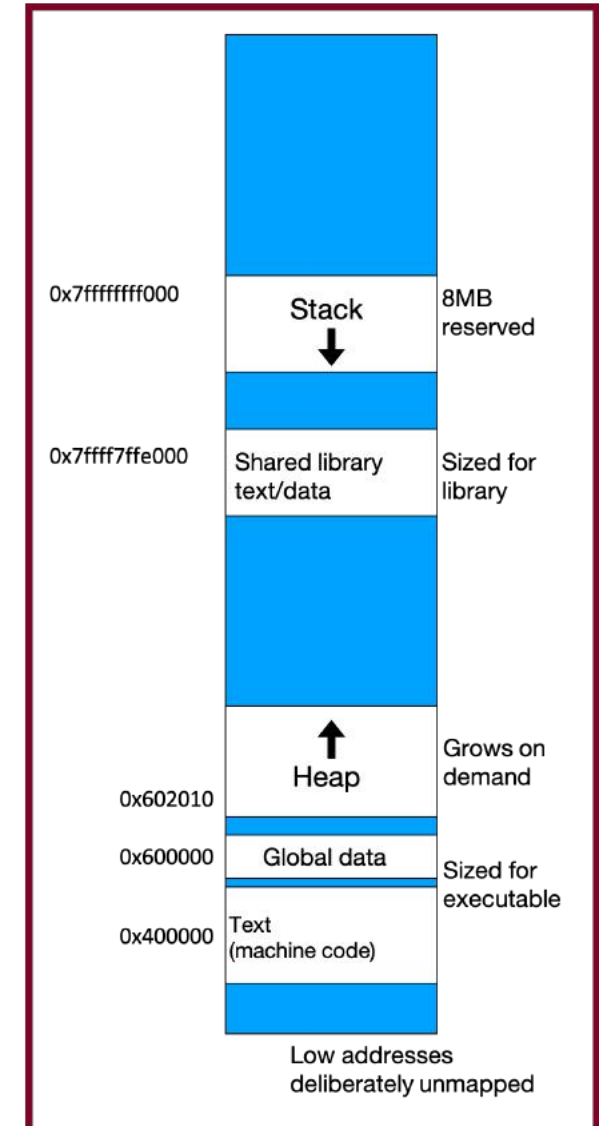 0x7ffffffff000
Stack
8MB
reserved
0x7ffff7ffe000
Shared library
text/data
Sized for
library
Heap
Grows on
demand
0x602010
0x600000
Global data
Sized for
executable
0x400000
Text
(machine code)
Low addresses
deliberately unmapped